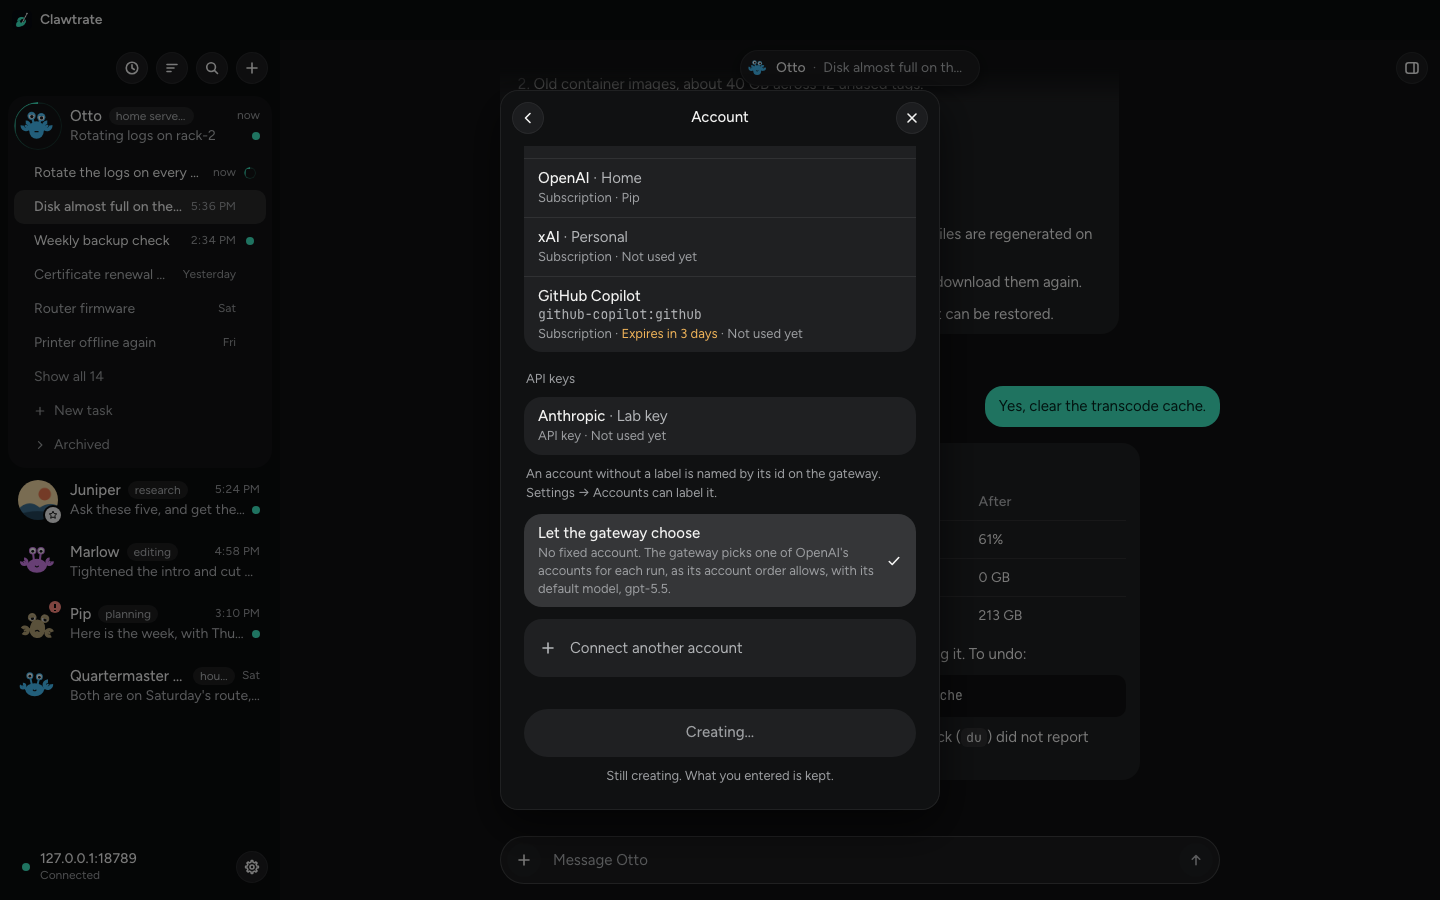 Clawtrate
Otto home serve... now
Rotating logs on rack-2
Rotate the logs on every ... now
Disk almost full on the... 5:36 PM
Weekly backup check 2:34 PM
Certificate renewal ... Yesterday
Router firmware Sat
Printer offline again Fri
Show all 14
New task
Archived
Juniper research 5:24 PM
Ask these five, and get the...
Marlow editing 4:58 PM
Tightened the intro and cut ...
Pip planning 3:10 PM
Here is the week, with Thu...
Quartermaster ... hou... Sat
Both are on Saturday's route,...
127.0.0.1:18789
Connected
Otto · Disk almost full on th...
2. Old container images, about 40 GB across 12 unused tags.
Account
OpenAI · Home
Subscription · Pip
xAI · Personal
Subscription · Not used yet
GitHub Copilot
github-copilot:github
Subscription · Expires in 3 days · Not used yet
API keys
Anthropic · Lab key
API key · Not used yet
An account without a label is named by its id on the gateway.
Settings → Accounts can label it.
Let the gateway choose
No fixed account. The gateway picks one of OpenAI's
accounts for each run, as its account order allows, with its
default model, gpt-5.5.
Connect another account
Creating...
Still creating. What you entered is kept.
iles are regenerated on
download them again.
can be restored.
Yes, clear the transcode cache.
After
61%
0 GB
213 GB
g it. To undo:
che
ck (du) did not report
Message Otto